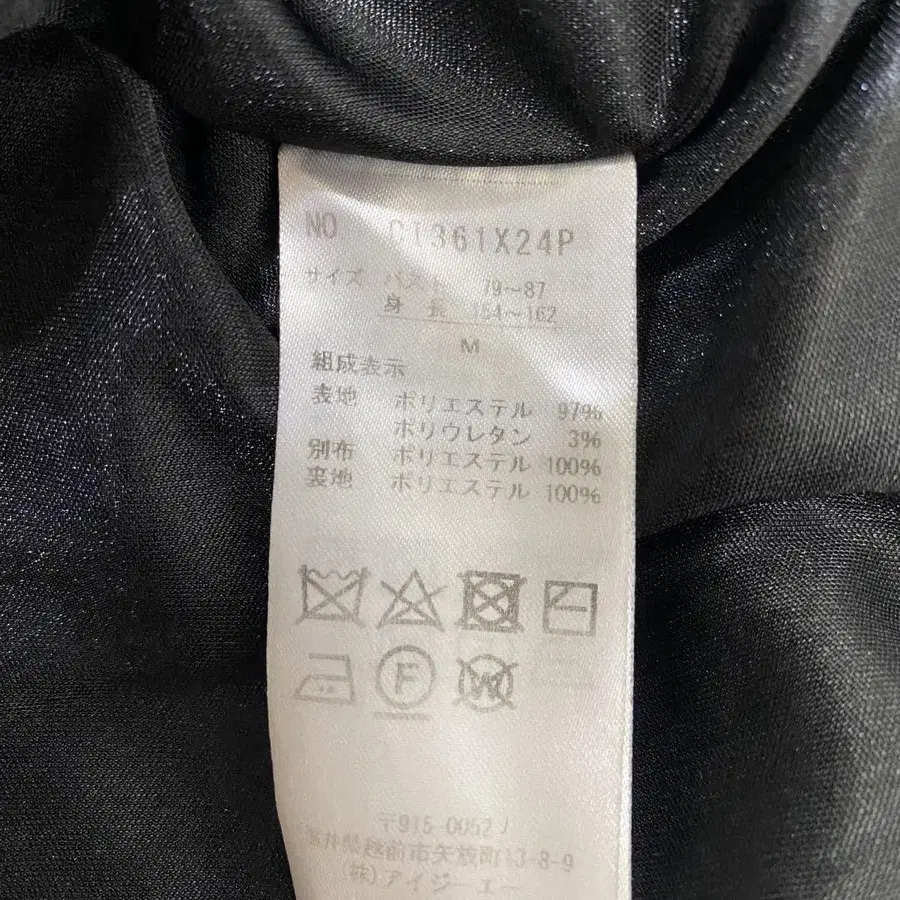 NO 1361X24P
サイズ バスト 79～87
身長 154～162
M
組成表示
表地 ポリエステル 97%
ポリウレタン 3%
別布 ポリエステル 100%
裏地 ポリエステル 100%
F
W
〒915-0052
福井県越前市矢放町13-8-9
(株)アイジーエー